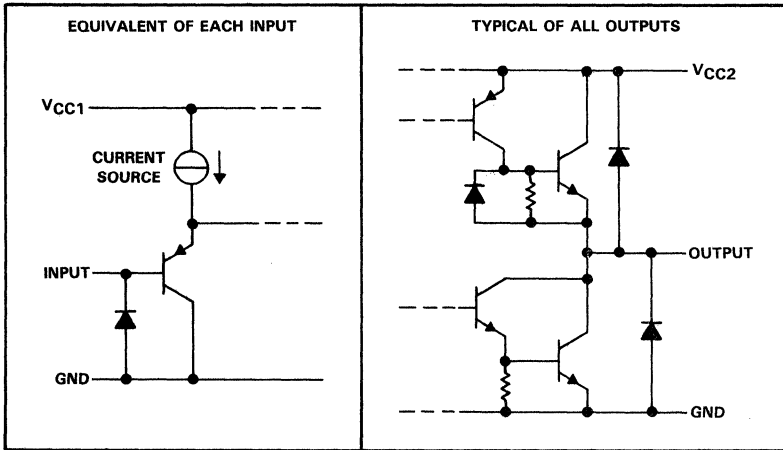 EQUIVALENT OF EACH INPUT
VCC1
CURRENT
SOURCE
INPUT
GND
TYPICAL OF ALL OUTPUTS
VCC2
OUTPUT
GND